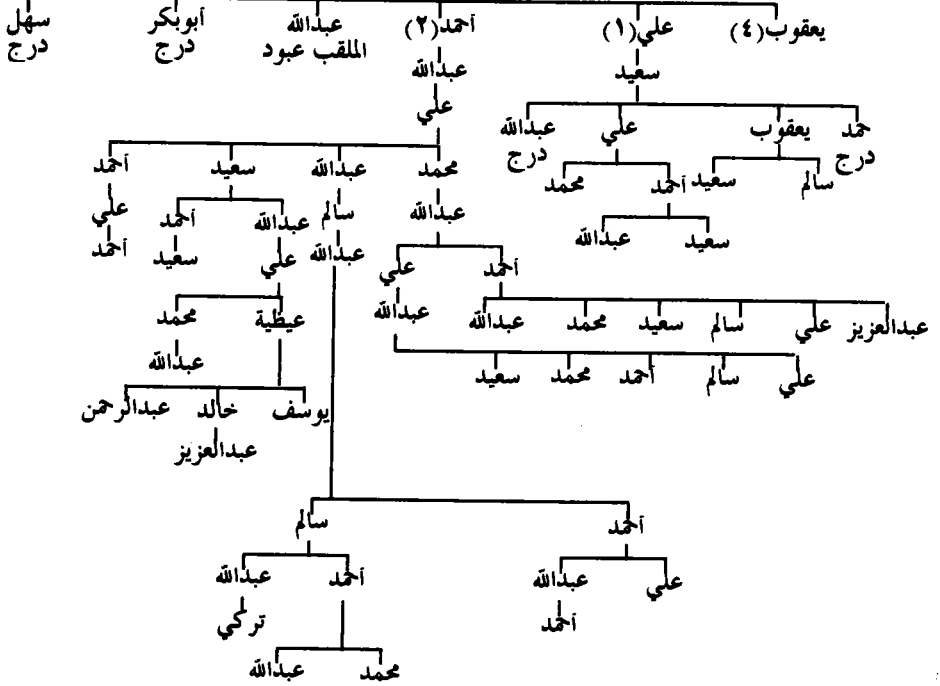 يعقوب(٤) علي(١) أحمد(٢) عبدالله أبوبكر سهل
الملقب عبود درج درج
سعيد عبدالله
علي
حمد يعقوب علي عبدالله
درج درج
محمد عبدالله سعيد أحمد
سالم سعيد أحمد محمد
عبدالله سالم عبدالله أحمد علي
سعيد عبدالله
عبدالله علي سعيد أحمد
أحمد علي
عبدالله
عبدالعزيز علي سالم سعيد محمد عبدالله
عيظية محمد
عبدالله
علي سالم أحمد محمد سعيد
يوسف خالد عبدالرحمن
عبدالعزيز
أحمد سالم
علي عبدالله أحمد عبدالله
أحمد تركي
محمد عبدالله